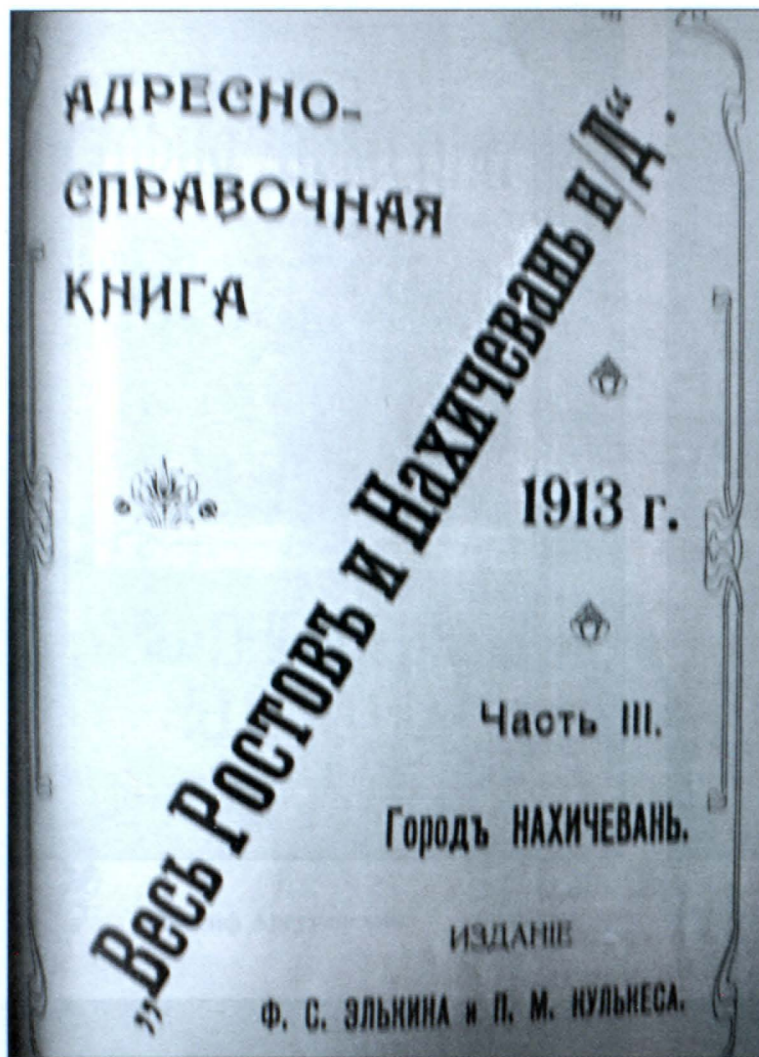 АДРЕСНО-
СПРАВОЧНАЯ
КНИГА
„Весь Ростовъ и Нахичевань н/Д“.
1913 г.
Часть III.
Городъ НАХИЧЕВАНЬ.
ИЗДАНІЕ
Ф. С. ЭЛЬКИНА и П. М. КУЛЬКЕСА.